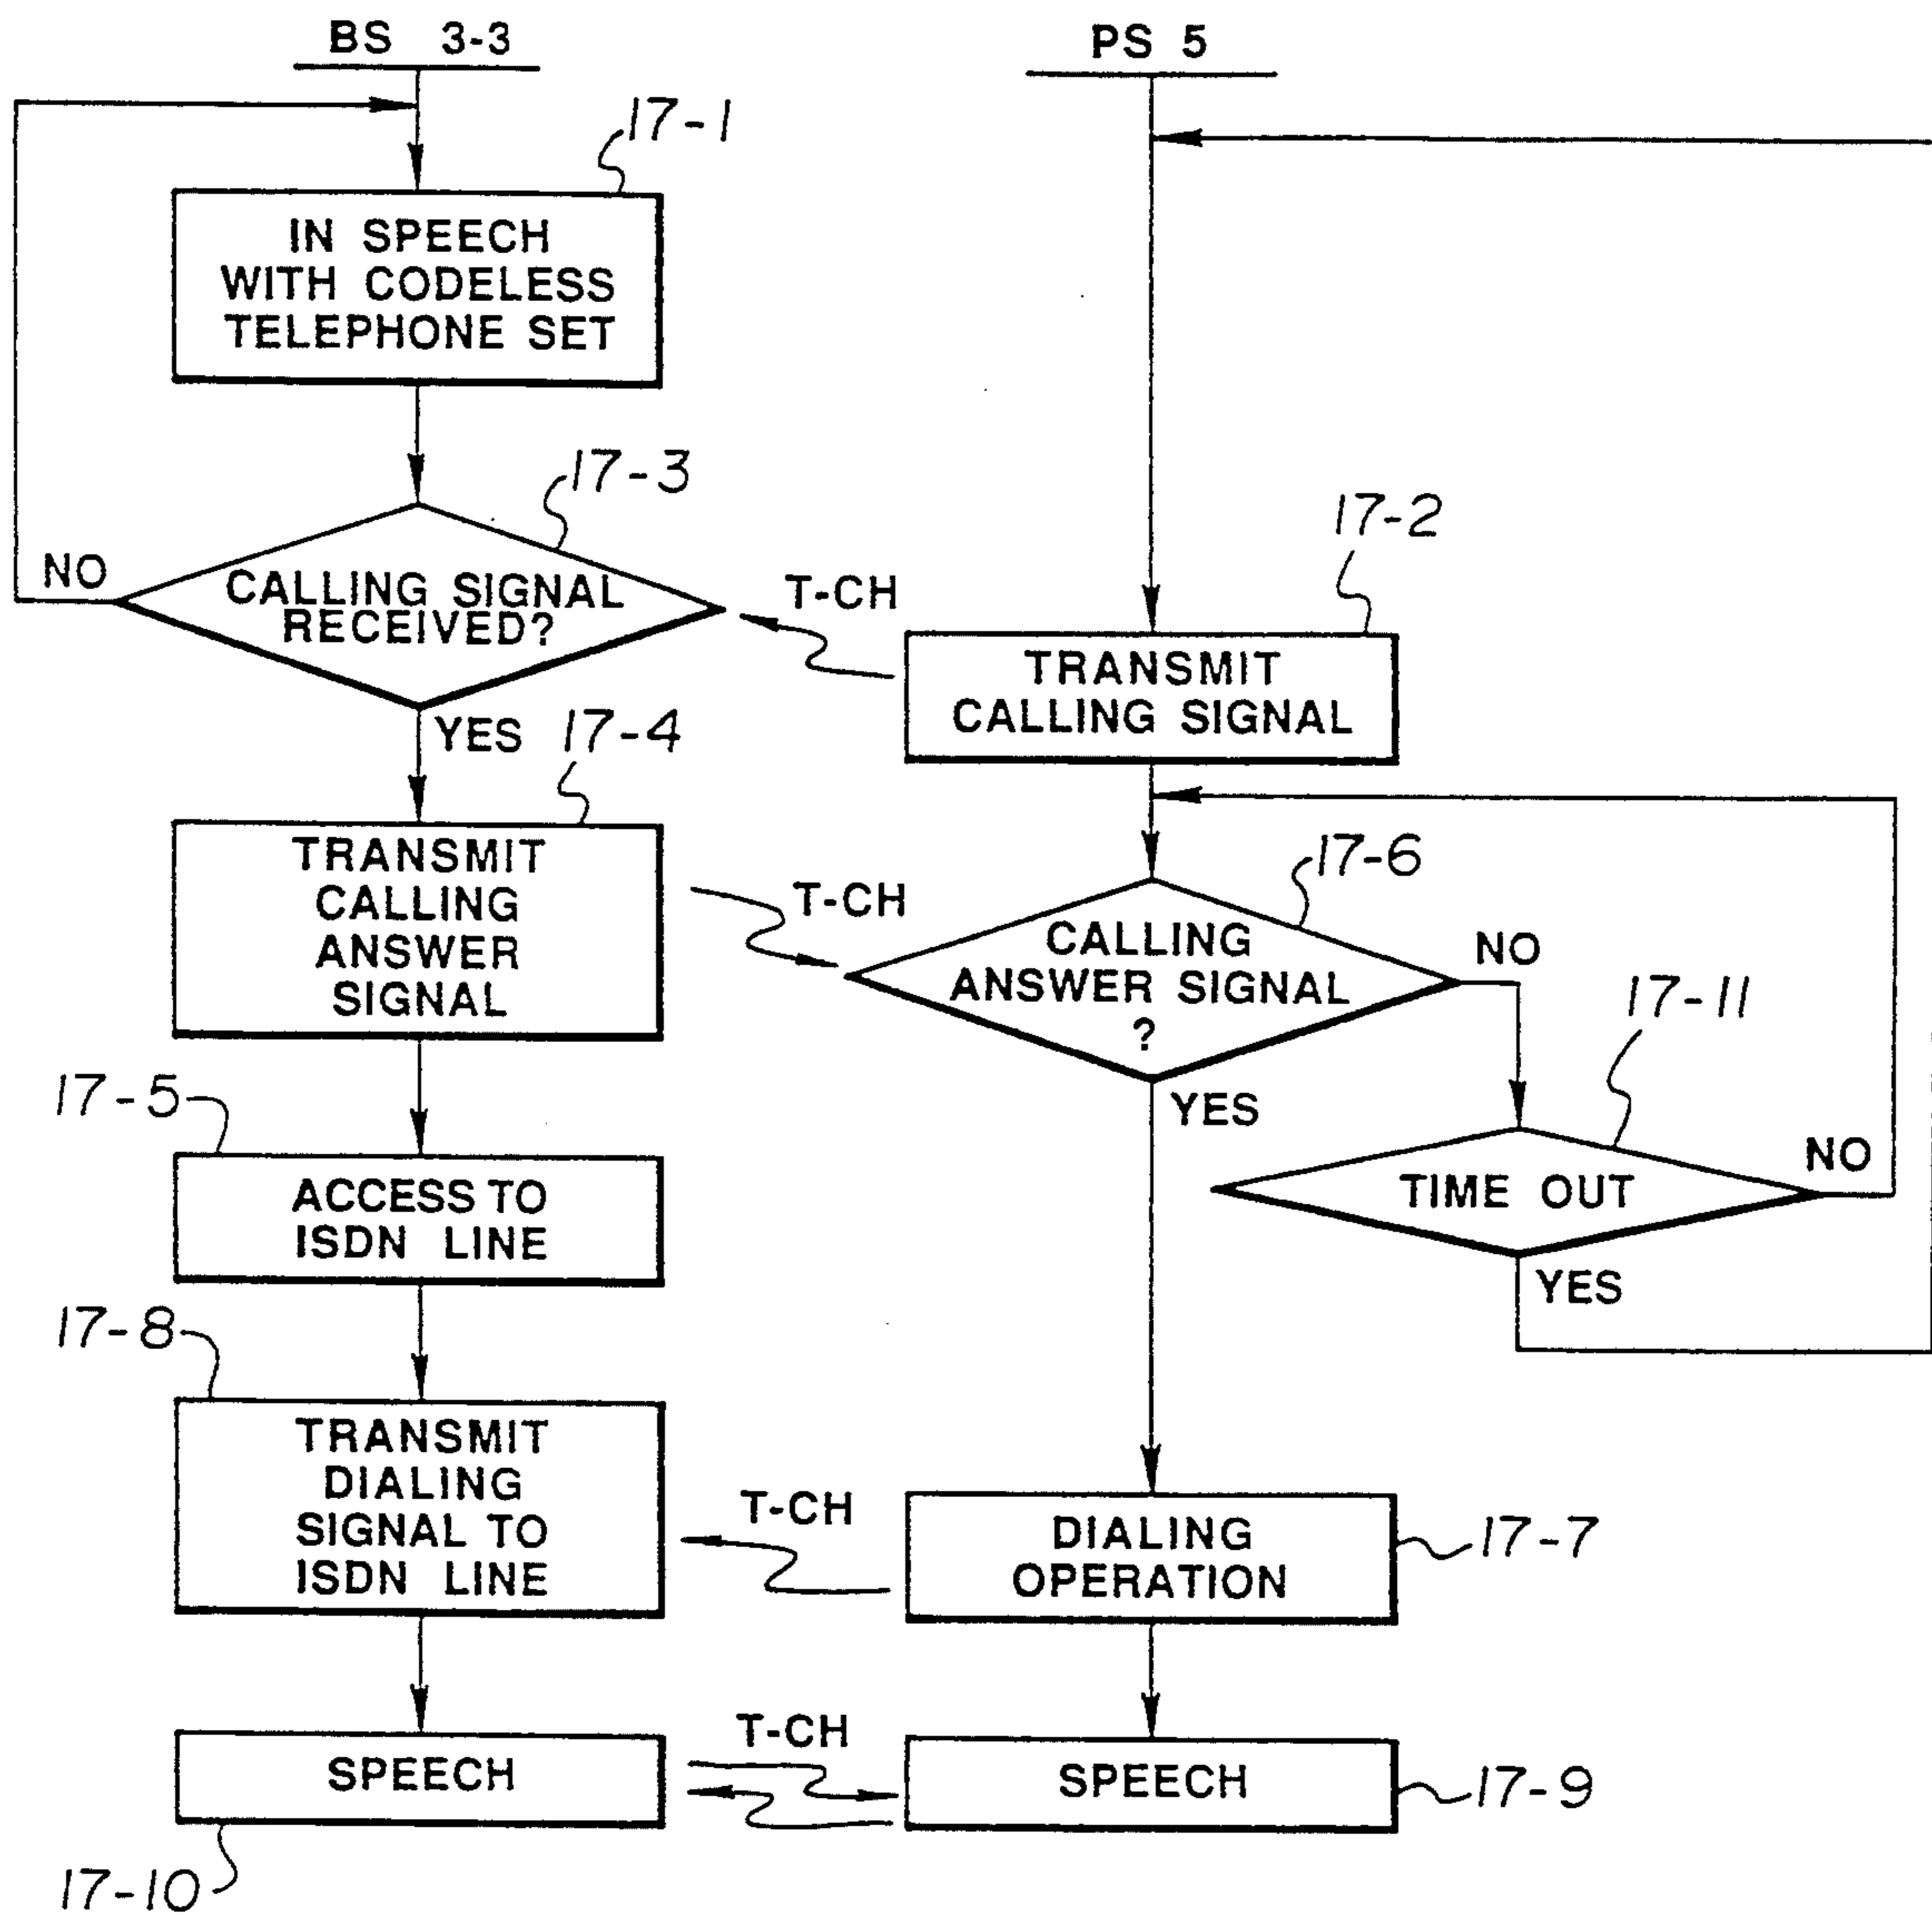 BS 3-3
PS 5
17-1
IN SPEECH
WITH CODELESS
TELEPHONE SET
17-3
17-2
NO
CALLING SIGNAL
RECEIVED?
T-CH
TRANSMIT
CALLING SIGNAL
YES
17-4
TRANSMIT
CALLING
ANSWER
SIGNAL
T-CH
17-6
CALLING
ANSWER SIGNAL
?
NO
17-11
YES
17-5
ACCESS TO
ISDN LINE
TIME OUT
NO
YES
17-8
TRANSMIT
DIALING
SIGNAL TO
ISDN LINE
T-CH
DIALING
OPERATION
17-7
SPEECH
T-CH
SPEECH
17-9
17-10